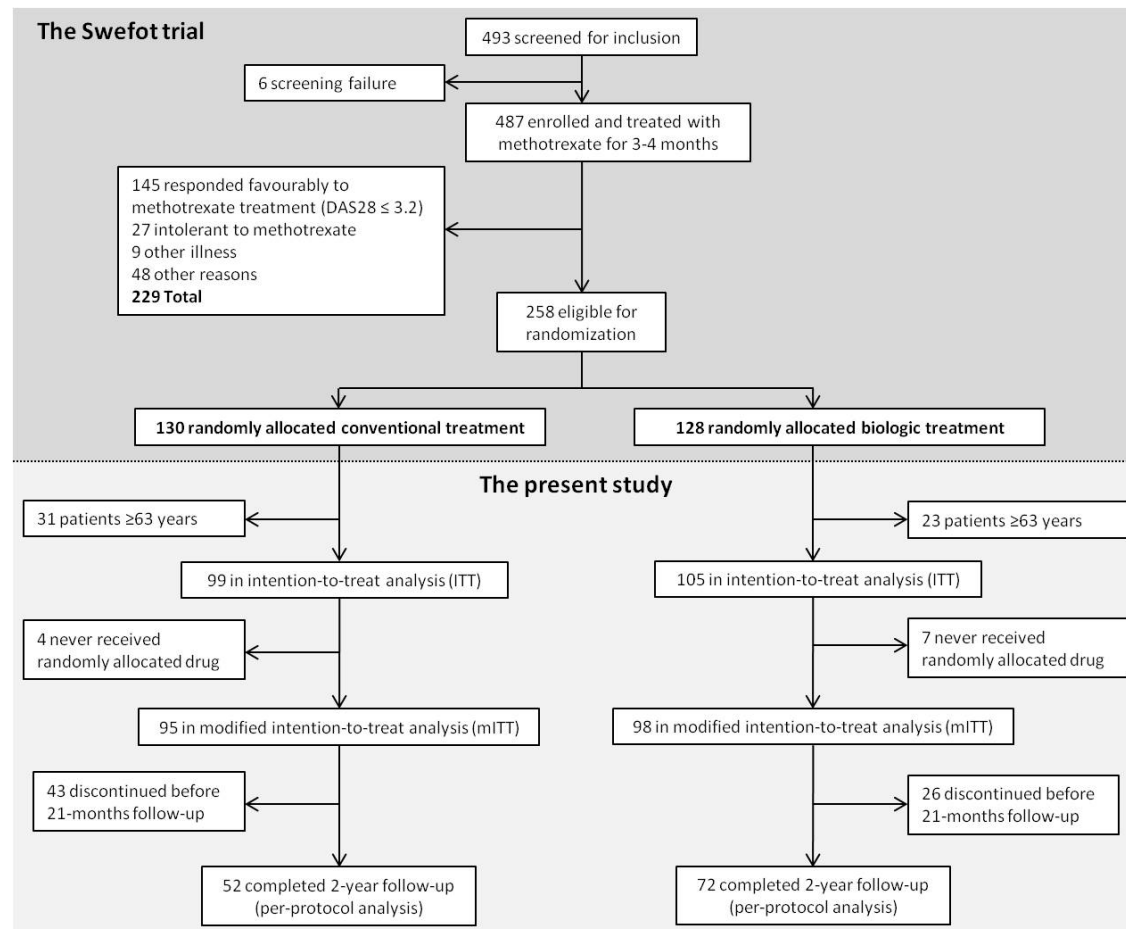 The Swefot trial
493 screened for inclusion
6 screening failure
487 enrolled and treated with
methotrexate for 3-4 months
145 responded favourably to
methotrexate treatment (DAS28 ≤ 3.2)
27 intolerant to methotrexate
9 other illness
48 other reasons
229 Total
258 eligible for
randomization
130 randomly allocated conventional treatment
128 randomly allocated biologic treatment
The present study
31 patients ≥63 years
23 patients ≥63 years
99 in intention-to-treat analysis (ITT)
105 in intention-to-treat analysis (ITT)
4 never received
randomly allocated drug
7 never received
randomly allocated drug
95 in modified intention-to-treat analysis (mITT)
98 in modified intention-to-treat analysis (mITT)
43 discontinued before
21-months follow-up
26 discontinued before
21-months follow-up
52 completed 2-year follow-up
(per-protocol analysis)
72 completed 2-year follow-up
(per-protocol analysis)